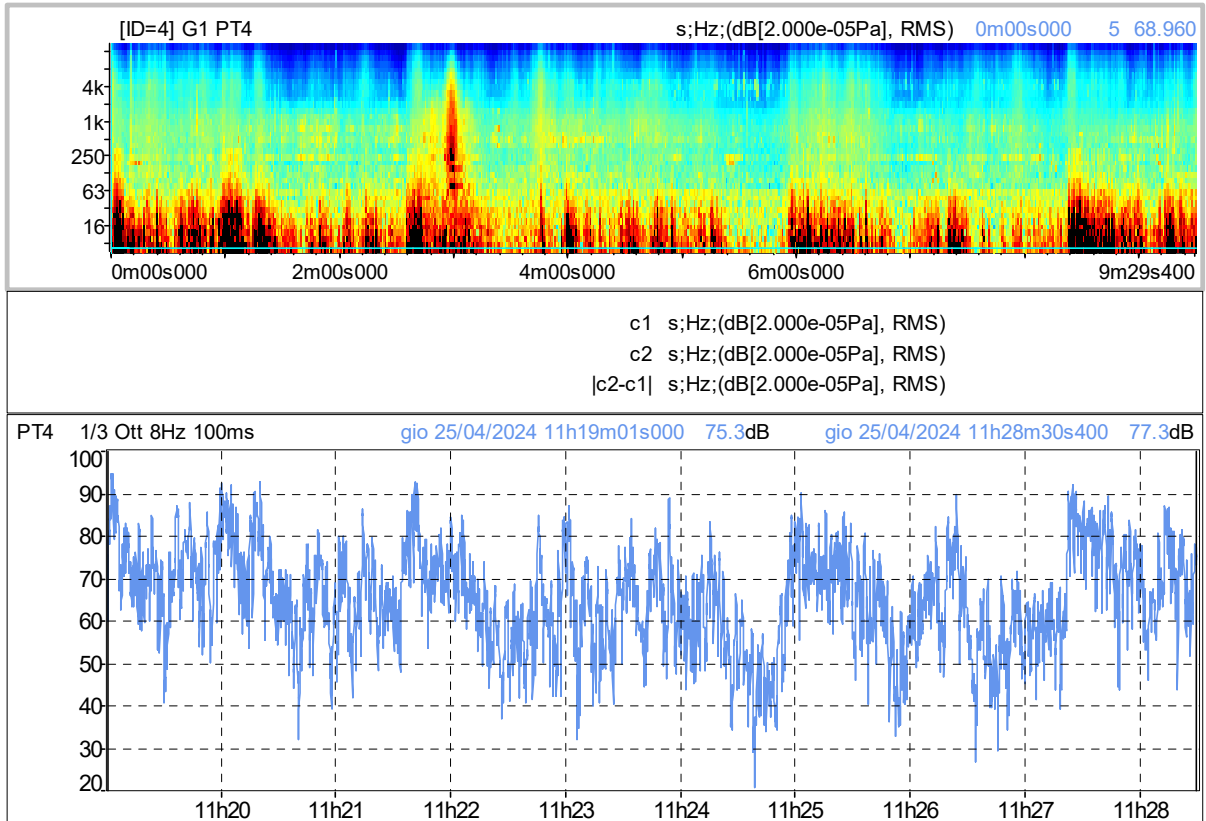 [ID=4] G1 PT4 s;Hz;(dB[2.000e-05Pa], RMS) 0m00s000 5 68.960
4k
1k
250
63
16
0m00s000 2m00s000 4m00s000 6m00s000 9m29s400
c1 s;Hz;(dB[2.000e-05Pa], RMS)
c2 s;Hz;(dB[2.000e-05Pa], RMS)
|c2-c1| s;Hz;(dB[2.000e-05Pa], RMS)
PT4 1/3 Ott 8Hz 100ms gio 25/04/2024 11h19m01s000 75.3dB gio 25/04/2024 11h28m30s400 77.3dB
100
90
80
70
60
50
40
30
20
11h20 11h21 11h22 11h23 11h24 11h25 11h26 11h27 11h28